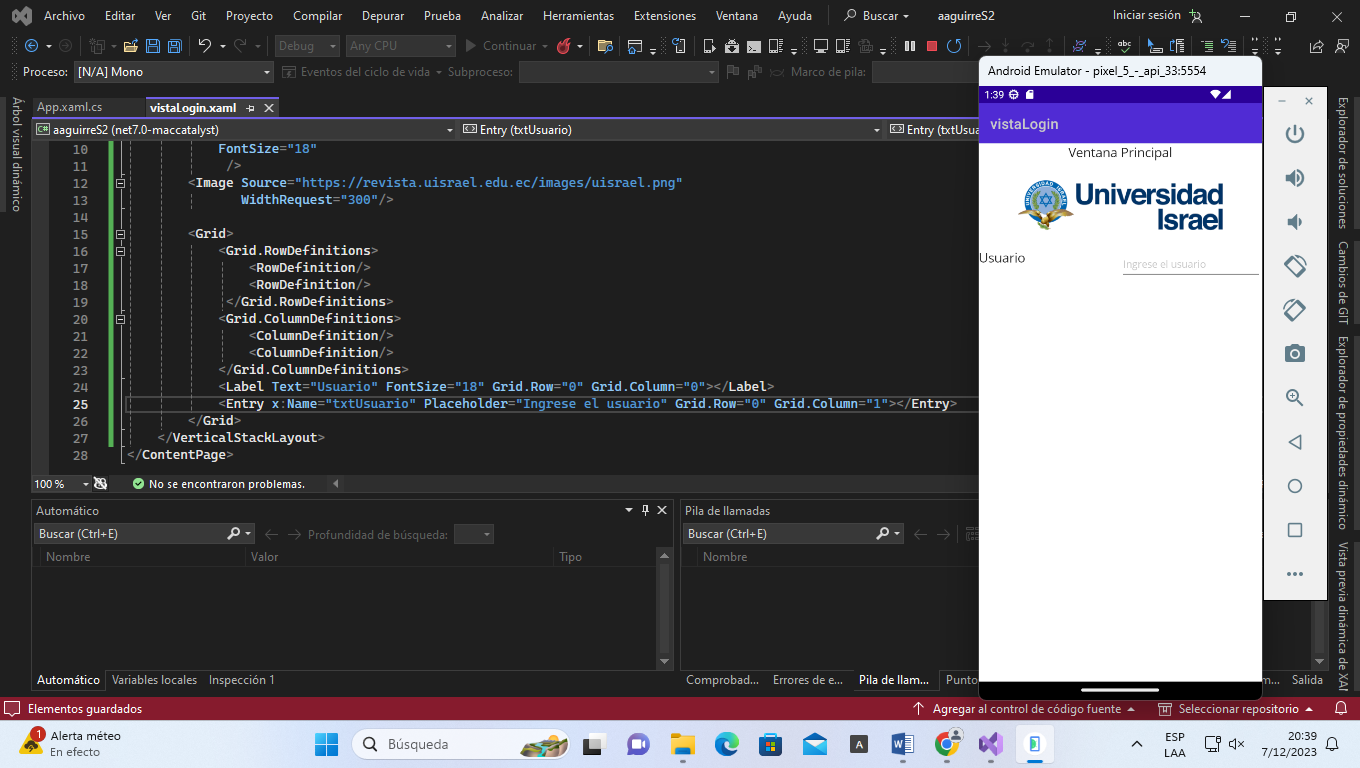 Archivo Editar Ver Git Proyecto Compilar Depurar Prueba Analizar Herramientas Extensiones Ventana Ayuda Buscar aaguirreS2 Iniciar sesión
Debug Any CPU Continuar
Proceso: [N/A] Mono Eventos del ciclo de vida Subproceso: Marco de pila:
Árbol visual dinámico
App.xaml.cs vistaLogin.xaml
C# aaguirreS2 (net7.0-maccatalyst) Entry (txtUsuario) Entry (txtUsua
10 FontSize="18"
11 />
12 <Image Source="https://revista.uisrael.edu.ec/images/uisrael.png"
13 WidthRequest="300"/>
14
15 <Grid>
16 <Grid.RowDefinitions>
17 <RowDefinition/>
18 <RowDefinition/>
19 </Grid.RowDefinitions>
20 <Grid.ColumnDefinitions>
21 <ColumnDefinition/>
22 <ColumnDefinition/>
23 </Grid.ColumnDefinitions>
24 <Label Text="Usuario" FontSize="18" Grid.Row="0" Grid.Column="0"></Label>
25 <Entry x:Name="txtUsuario" Placeholder="Ingrese el usuario" Grid.Row="0" Grid.Column="1"></Entry>
26 </Grid>
27 </VerticalStackLayout>
28 </ContentPage>
100 % No se encontraron problemas.
Automático
Buscar (Ctrl+E) Profundidad de búsqueda:
Nombre Valor Tipo
Automático Variables locales Inspección 1
Pila de llamadas
Buscar (Ctrl+E)
Nombre
Comprobad... Errores de e... Pila de llam... Punto m... Salida
Android Emulator - pixel_5_-_api_33:5554
1:39
vistaLogin
Ventana Principal
Universidad
Israel
Usuario Ingrese el usuario
Explorador de soluciones
Cambios de GIT
Explorador de propiedades dinámico
Vista previa dinámica de XAI
Elementos guardados Agregar al control de código fuente Seleccionar repositorio
1
Alerta méteo
En efecto
Búsqueda
A
ESP
LAA
20:39
7/12/2023